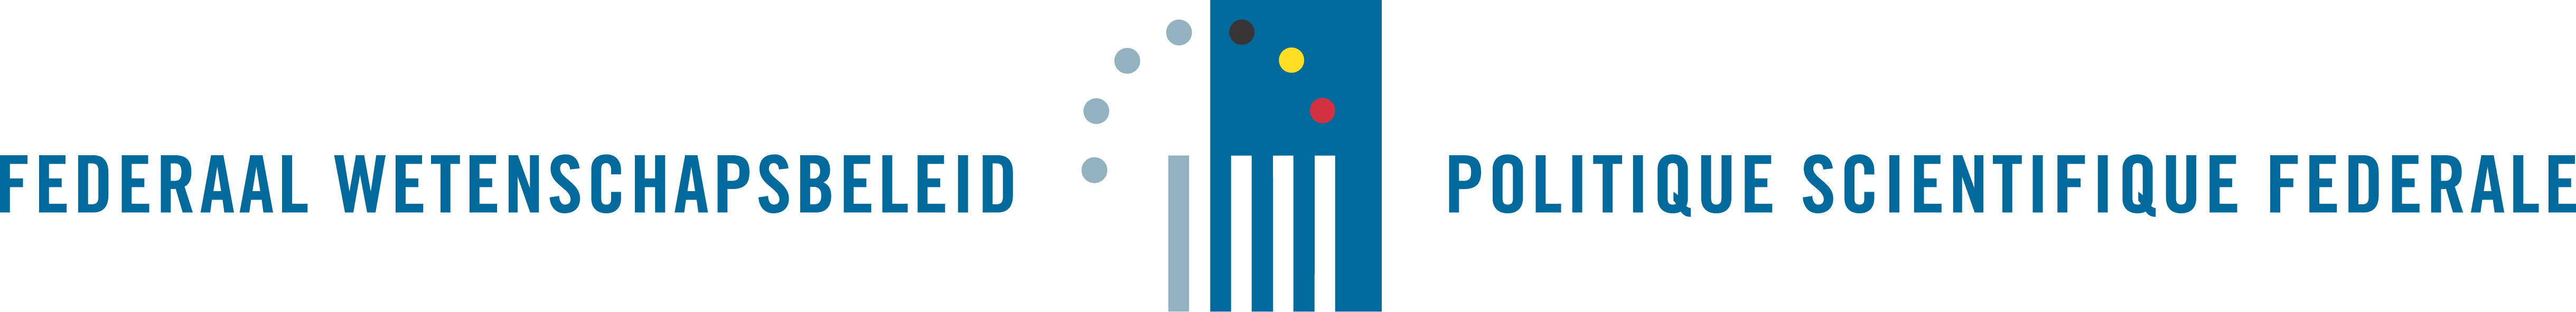 FEDERAAL WETENSCHAPSBELEID
POLITIQUE SCIENTIFIQUE FEDERALE